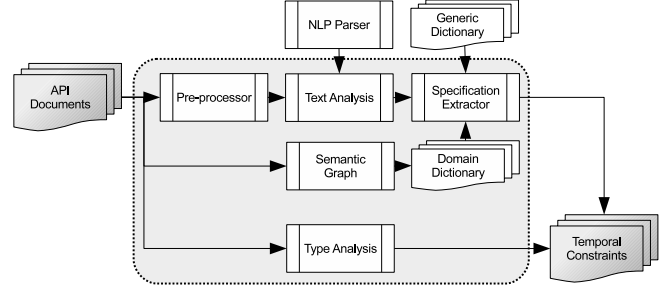 NLP Parser
Generic
Dictionary
API
Documents
Pre-processor
Text Analysis
Specification
Extractor
Semantic
Graph
Domain
Dictionary
Type Analysis
Temporal
Constraints